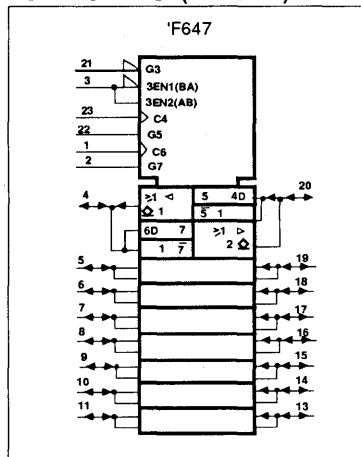 'F647
21 G3
3 3EN1(BA)
3EN2(AB)
23 C4
22 G5
1 C6
2 G7
4 ≥1 ▷ 5 4D 20
1 5̅ 1
6D 7 ≥1 ▷
1 7̅ 2
5 19
6 18
7 17
8 16
9 15
10 14
11 13